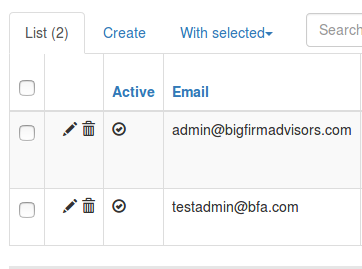 List (2) Create With selected Search
Active Email
admin@bigfirmadvisors.com
testadmin@bfa.com